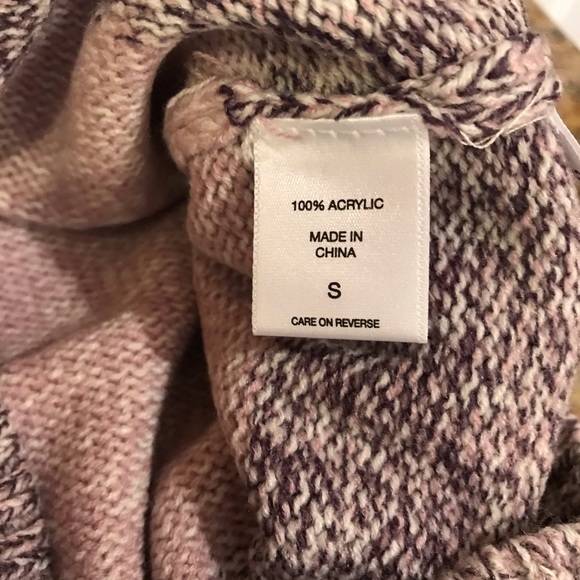 100% ACRYLIC
MADE IN
CHINA
S
CARE ON REVERSE